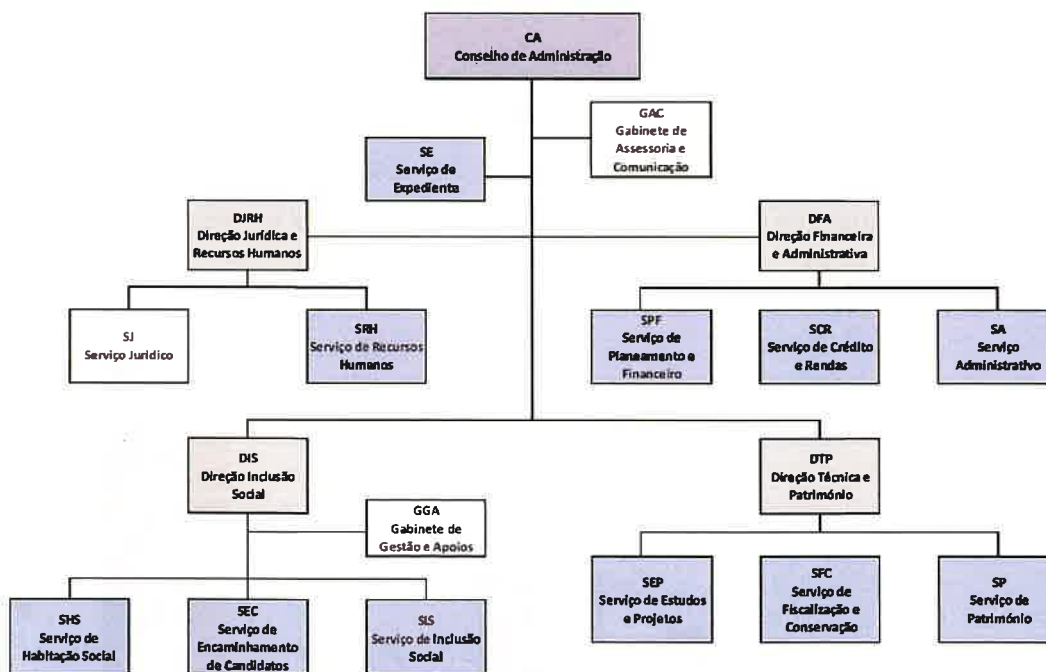 CA
Conselho de Administração
GAC
Gabinete de
Assessoria e
Comunicação
SE
Serviço de
Expediente
DJRH
Direção Jurídica e
Recursos Humanos
DFA
Direção Financeira
e Administrativa
SJ
Serviço Jurídico
SRH
Serviço de Recursos
Humanos
SPF
Serviço de
Planeamento e
Financeiro
SCR
Serviço de Crédito
e Rendas
SA
Serviço
Administrativo
DIS
Direção Inclusão
Social
DTP
Direção Técnica e
Património
GGA
Gabinete de
Gestão e Apoios
SHS
Serviço de
Habitação Social
SEC
Serviço de
Encaminhamento
de Candidatos
SIS
Serviço de Inclusão
Social
SEP
Serviço de Estudos
e Projetos
SFC
Serviço de
Fiscalização e
Conservação
SP
Serviço de
Património